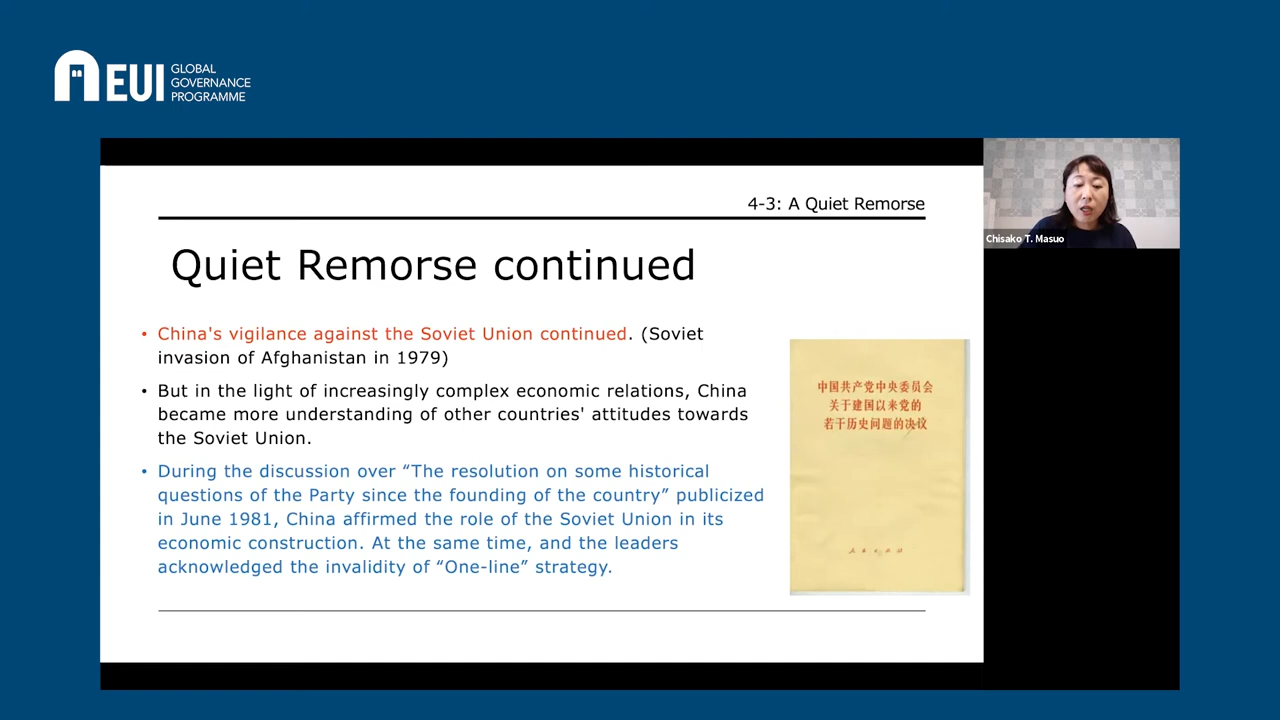 EUI
GLOBAL
GOVERNANCE
PROGRAMME
4-3: A Quiet Remorse
Quiet Remorse continued
• China's vigilance against the Soviet Union continued. (Soviet
invasion of Afghanistan in 1979)
• But in the light of increasingly complex economic relations, China
became more understanding of other countries' attitudes towards
the Soviet Union.
• During the discussion over “The resolution on some historical
questions of the Party since the founding of the country” publicized
in June 1981, China affirmed the role of the Soviet Union in its
economic construction. At the same time, and the leaders
acknowledged the invalidity of “One-line” strategy.
中国共产党中央委员会
关于建国以来党的
若干历史问题的决议
人民出版社
Chisako T. Masuo